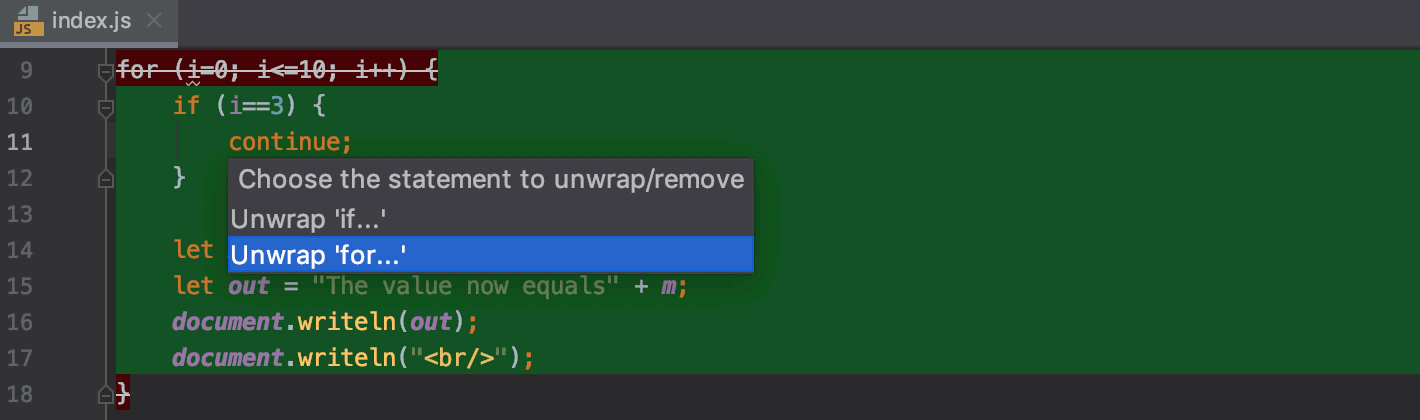 JS index.js
9 for (i=0; i<=10; i++) {
10 if (i==3) {
11 continue;
12 }
Choose the statement to unwrap/remove
13
Unwrap 'if...'
14 let
Unwrap 'for...'
15 let out = "The value now equals" + m;
16 document.writeln(out);
17 document.writeln("<br/>");
18 }